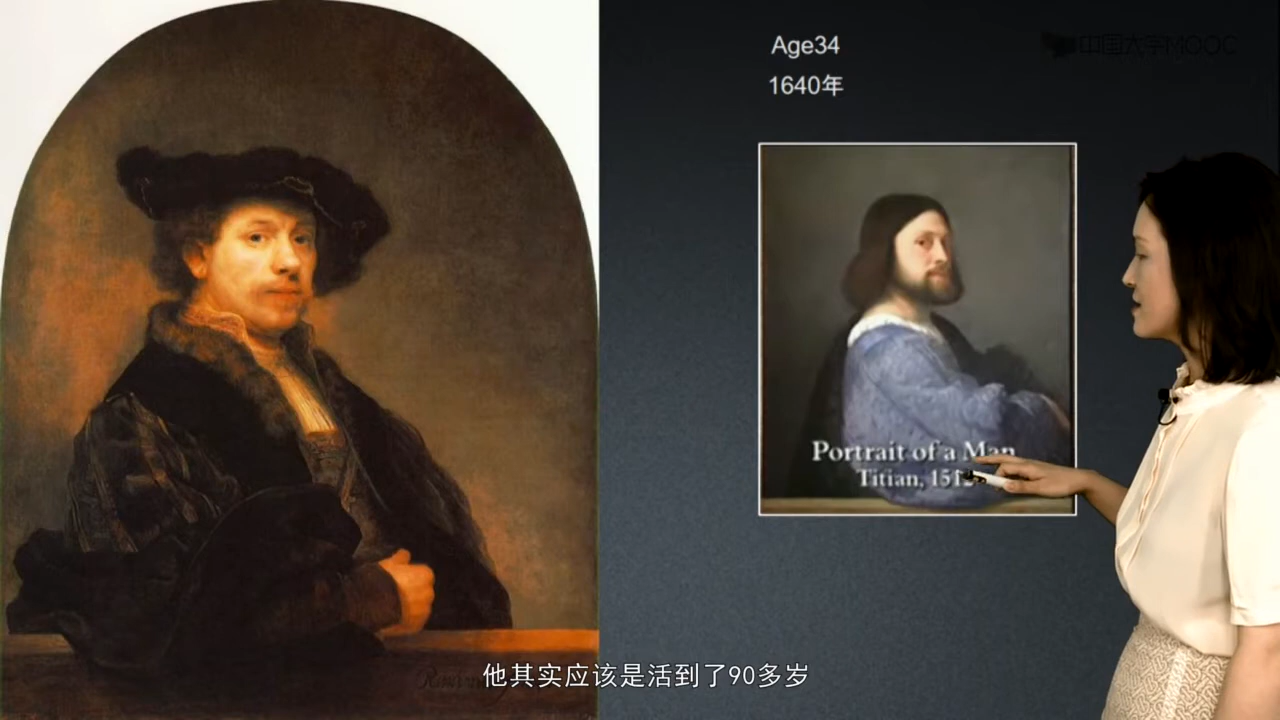 Age34
1640年
中国大学MOOC
Portrait of a Man
Titian, 1512
他其实应该是活到了90多岁